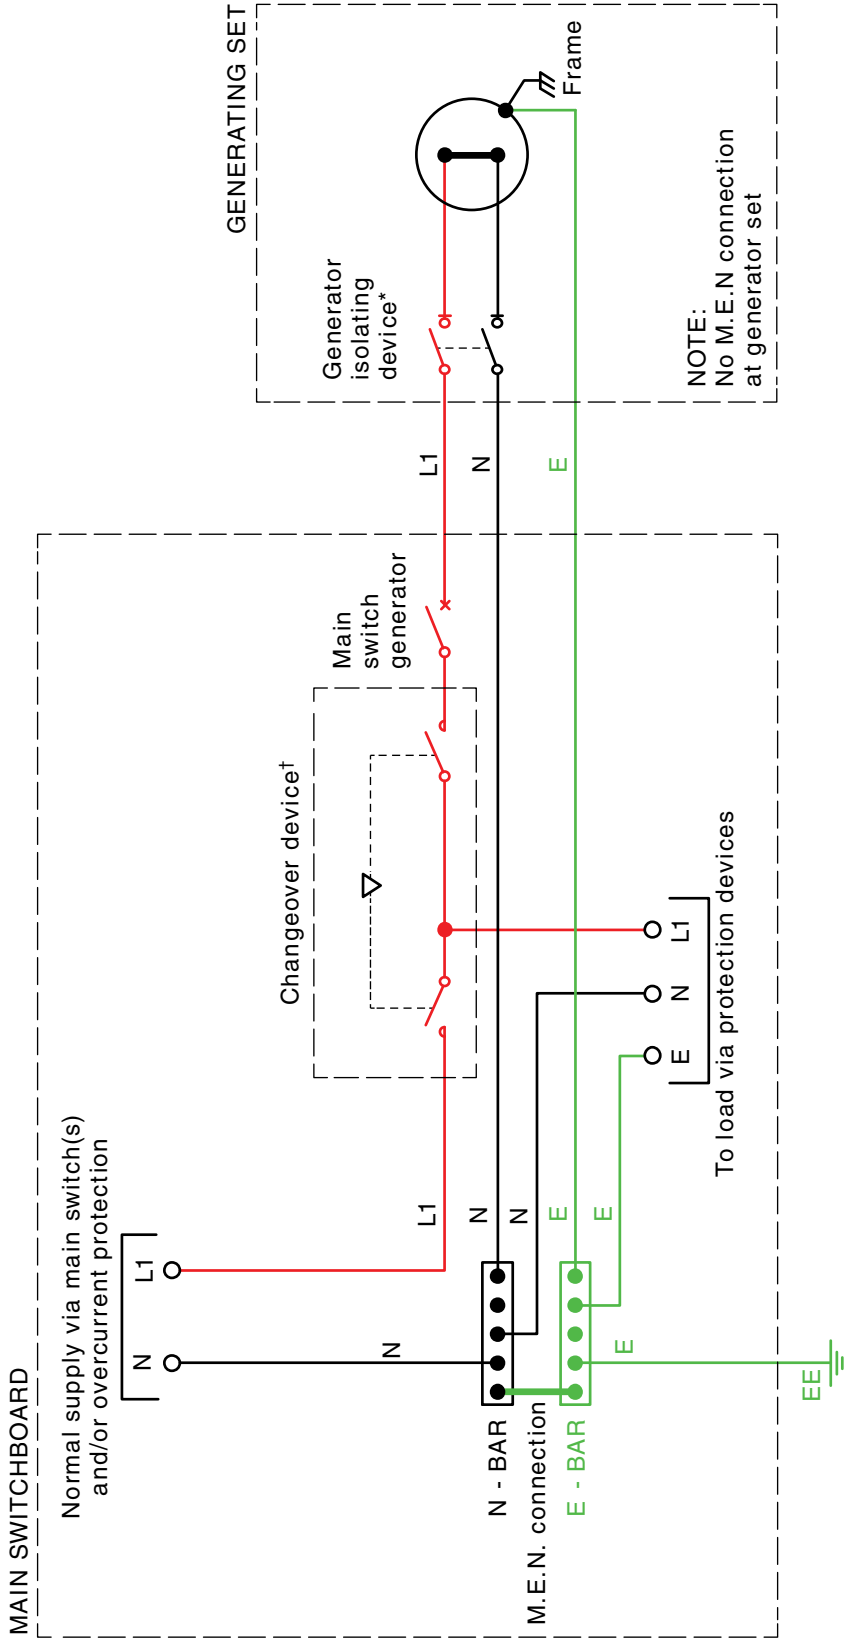 MAIN SWITCHBOARD
Normal supply via main switch(s)
and/or overcurrent protection
N
L1
N
L1
Changeover device†
Main
switch
generator
GENERATING SET
Generator
isolating
device*
Frame
L1
N
E
NOTE:
No M.E.N connection
at generator set
N - BAR
M.E.N. connection
E - BAR
N
N
E
E
E
EE
E
N
L1
To load via protection devices